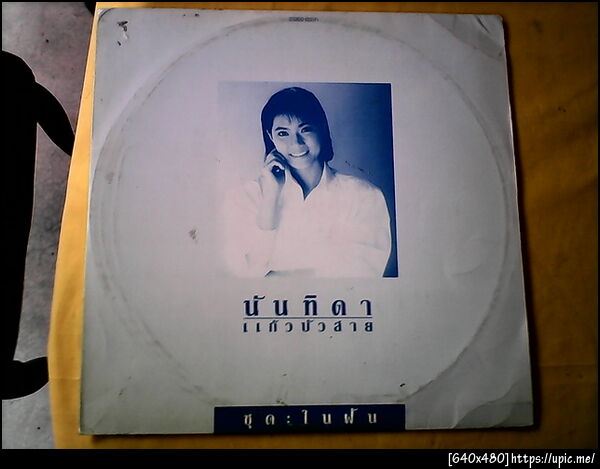 นันทิดา
แก้วบัวสาย
ชุด : ในฝัน
[640x480]https://upic.me/